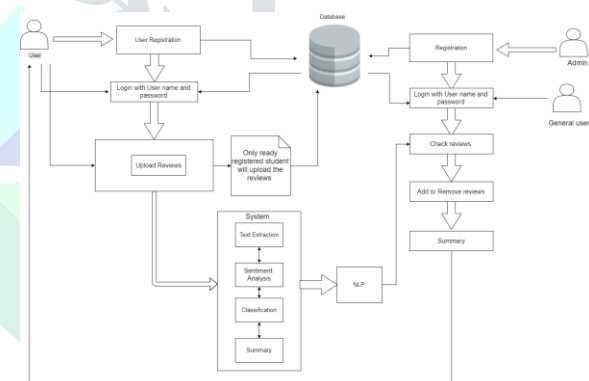 Database
User
User Registration
Registration
Admin
Login with User name and
password
Login with User name and
password
General user
Upload Reviews
Only ready
registered student
will upload the
reviews
Check reviews
Add or Remove reviews
System
Text Extraction
Sentiment
Analysis
Classification
Summary
NLP
Summary